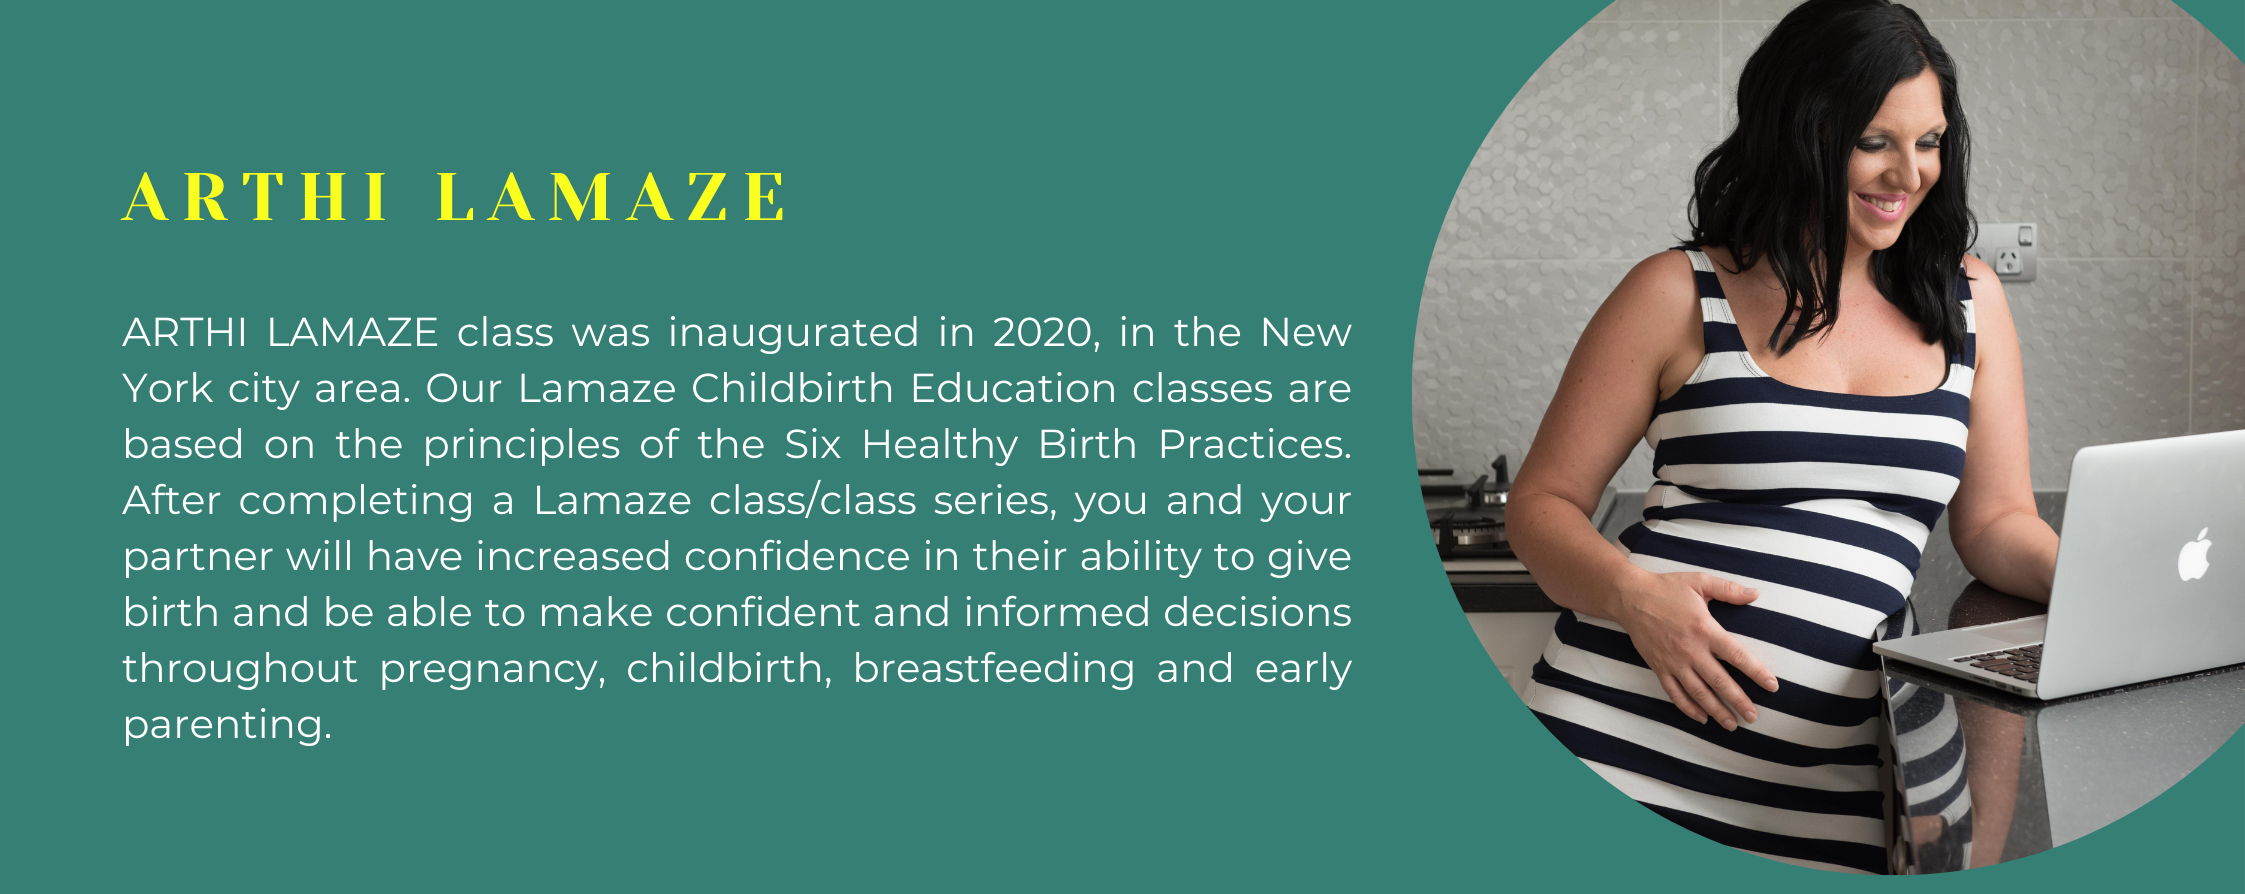 ARTHI LAMAZE
ARTHI LAMAZE class was inaugurated in 2020, in the New
York city area. Our Lamaze Childbirth Education classes are
based on the principles of the Six Healthy Birth Practices.
After completing a Lamaze class/class series, you and your
partner will have increased confidence in their ability to give
birth and be able to make confident and informed decisions
throughout pregnancy, childbirth, breastfeeding and early
parenting.